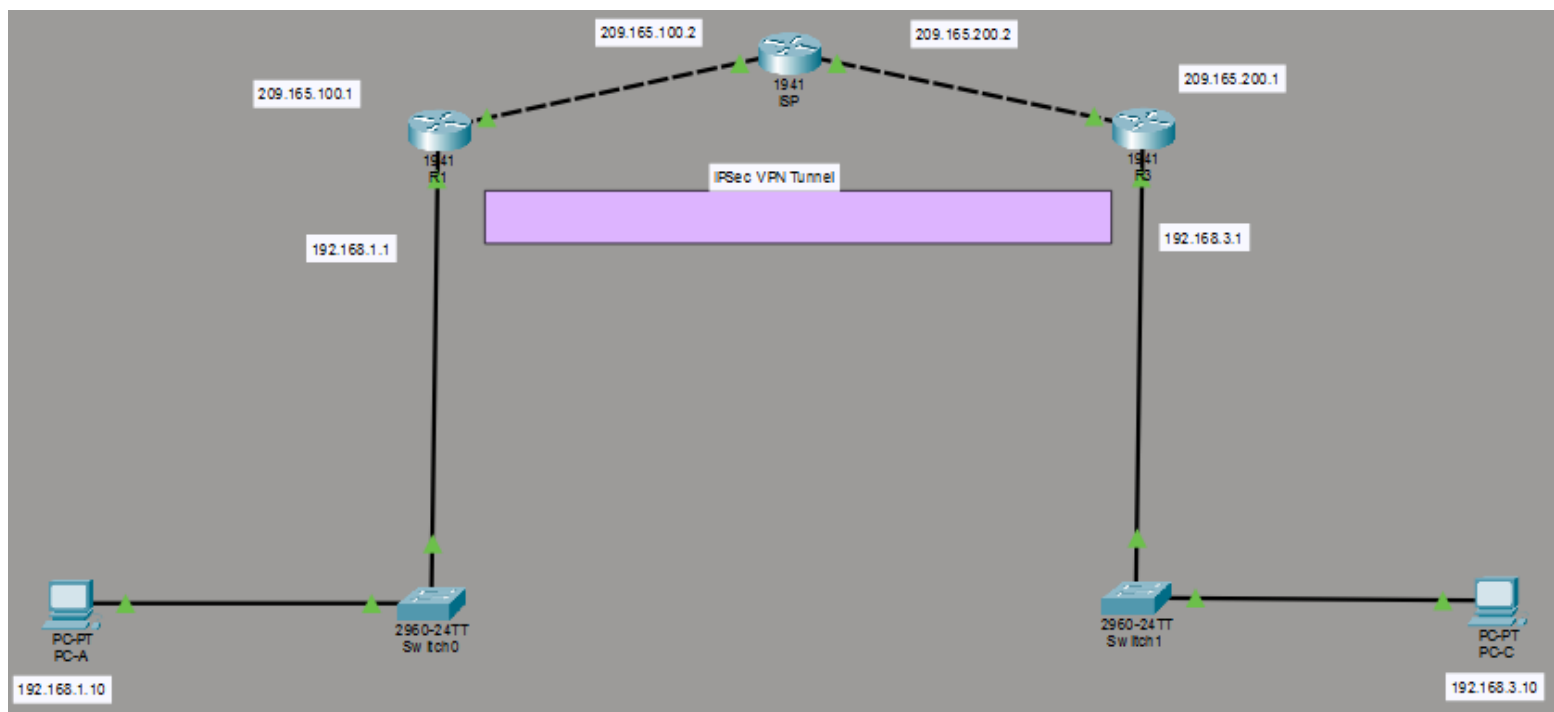 209.165.100.2
209.165.200.2
209.165.100.1
209.165.200.1
1941
ISP
1941
R1
1941
R3
IPSec VPN Tunnel
192.168.1.1
192.168.3.1
PC-PT
PC-A
2960-24TT
Switch0
2960-24TT
Switch1
PC-PT
PC-C
192.168.1.10
192.168.3.10